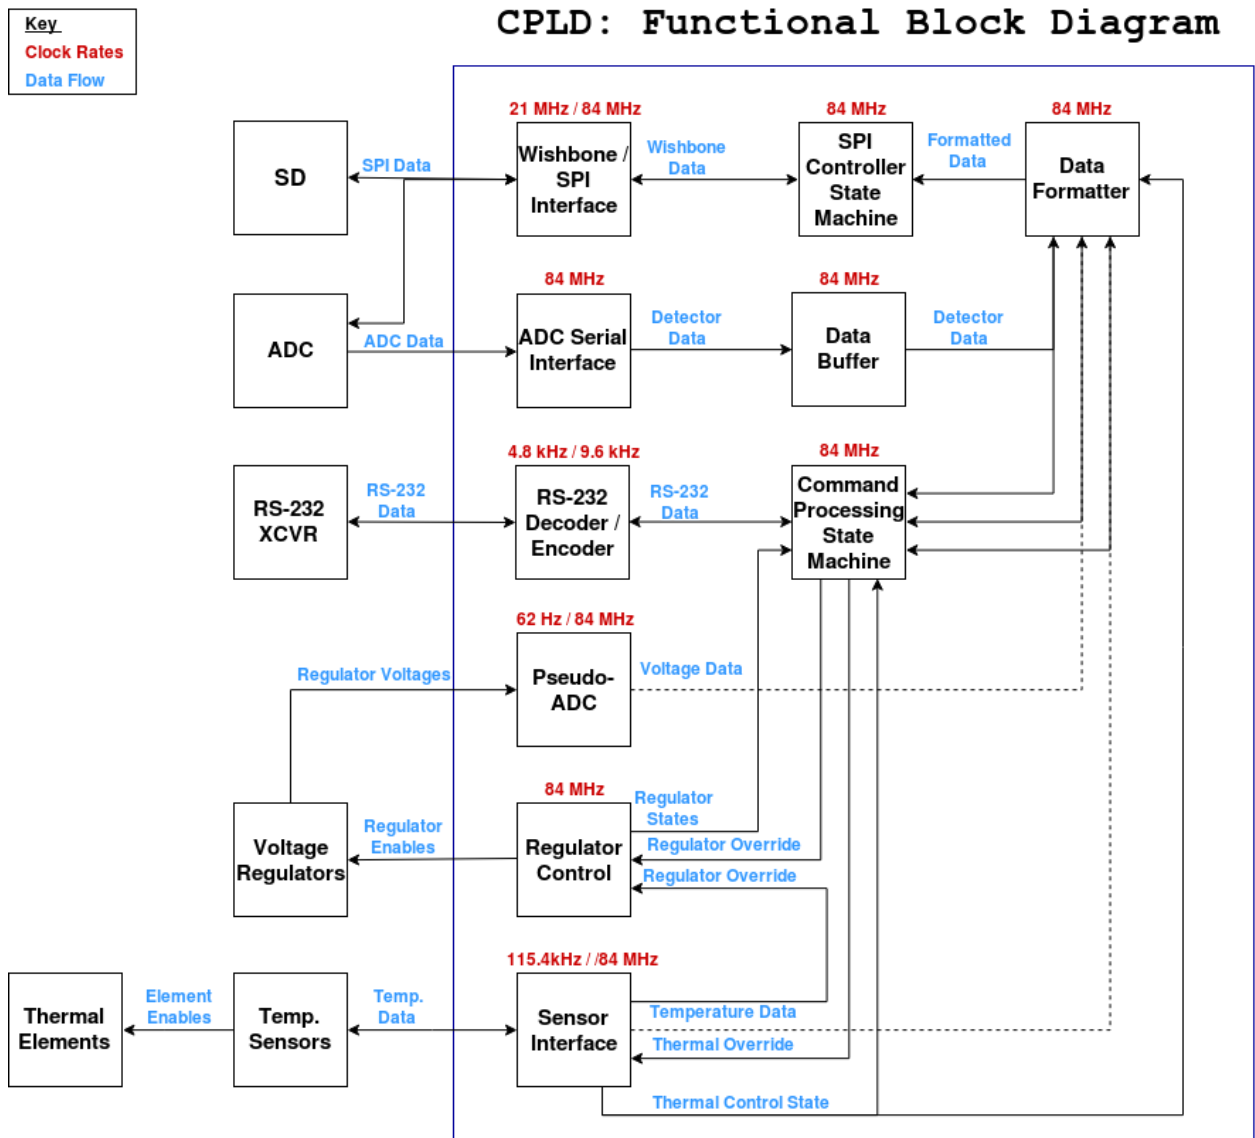 Key
Clock Rates
Data Flow
CPLD: Functional Block Diagram
21 MHz / 84 MHz
84 MHz
84 MHz
SD
SPI Data
Wishbone /
SPI
Interface
Wishbone
Data
SPI
Controller
State
Machine
Formatted
Data
Data
Formatter
84 MHz
84 MHz
ADC
ADC Data
ADC Serial
Interface
Detector
Data
Data
Buffer
Detector
Data
4.8 kHz / 9.6 kHz
84 MHz
RS-232
XCVR
RS-232
Data
RS-232
Decoder /
Encoder
RS-232
Data
Command
Processing
State
Machine
62 Hz / 84 MHz
Regulator Voltages
Pseudo-
ADC
Voltage Data
84 MHz
Voltage
Regulators
Regulator
Enables
Regulator
Control
Regulator
States
Regulator Override
Regulator Override
115.4kHz / /84 MHz
Thermal
Elements
Element
Enables
Temp.
Sensors
Temp.
Data
Sensor
Interface
Temperature Data
Thermal Override
Thermal Control State